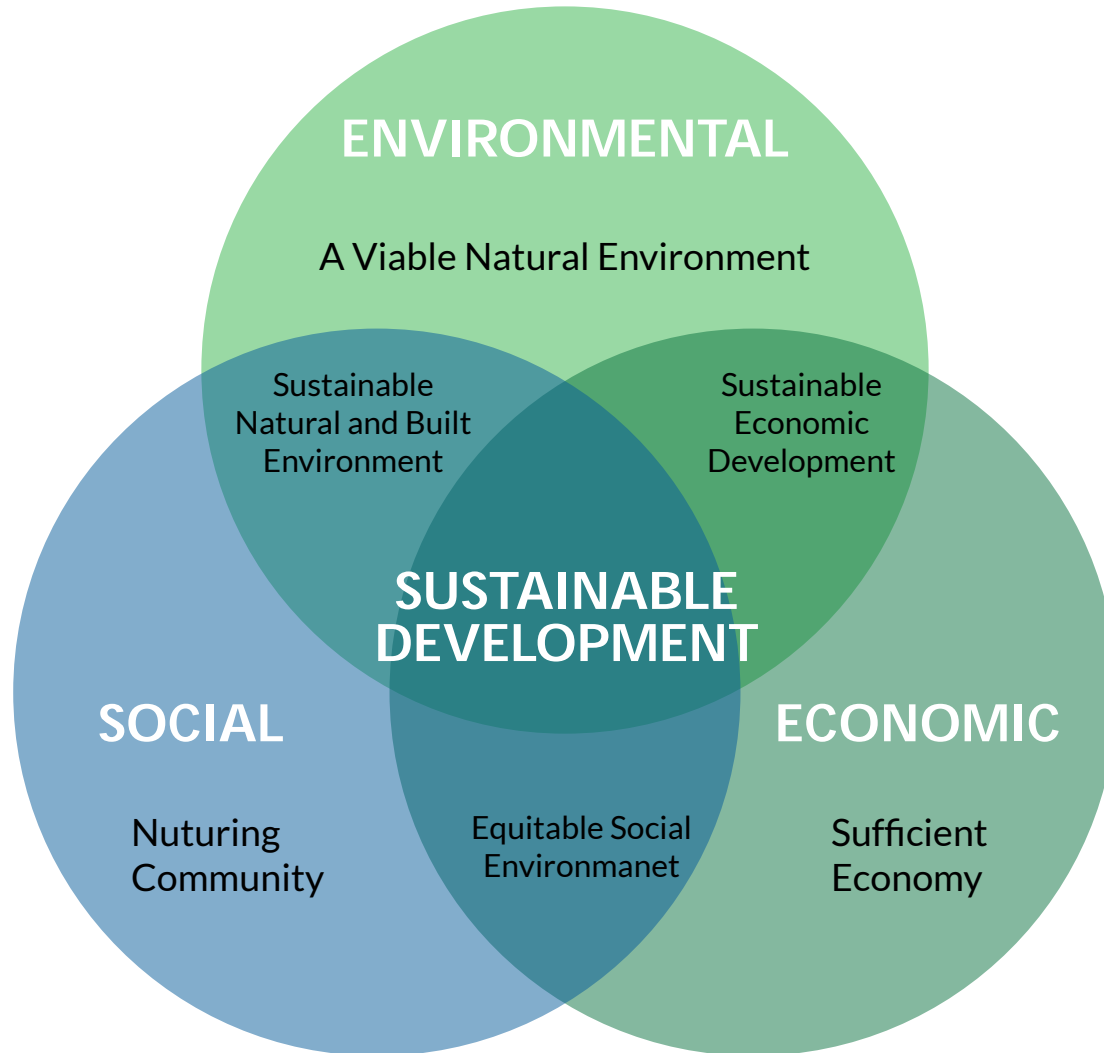 ENVIRONMENTAL
A Viable Natural Environment
Sustainable
Natural and Built
Environment
Sustainable
Economic
Development
SUSTAINABLE
DEVELOPMENT
SOCIAL
Nuturing
Community
Equitable Social
Environmanet
ECONOMIC
Sufficient
Economy